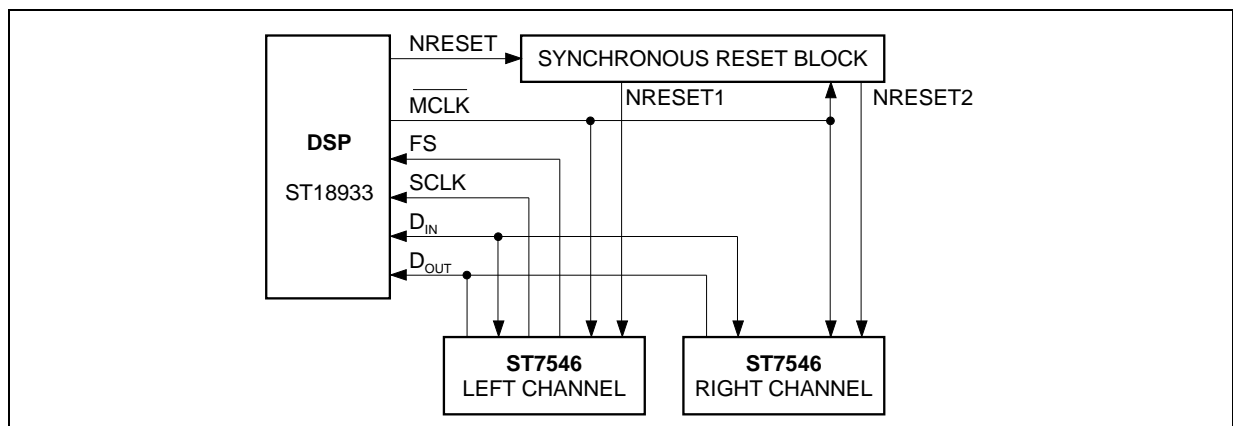 NRESET
SYNCHRONOUS RESET BLOCK
NRESET1
NRESET2
MCLK
DSP
ST18933
FS
SCLK
DIN
DOUT
ST7546
LEFT CHANNEL
ST7546
RIGHT CHANNEL